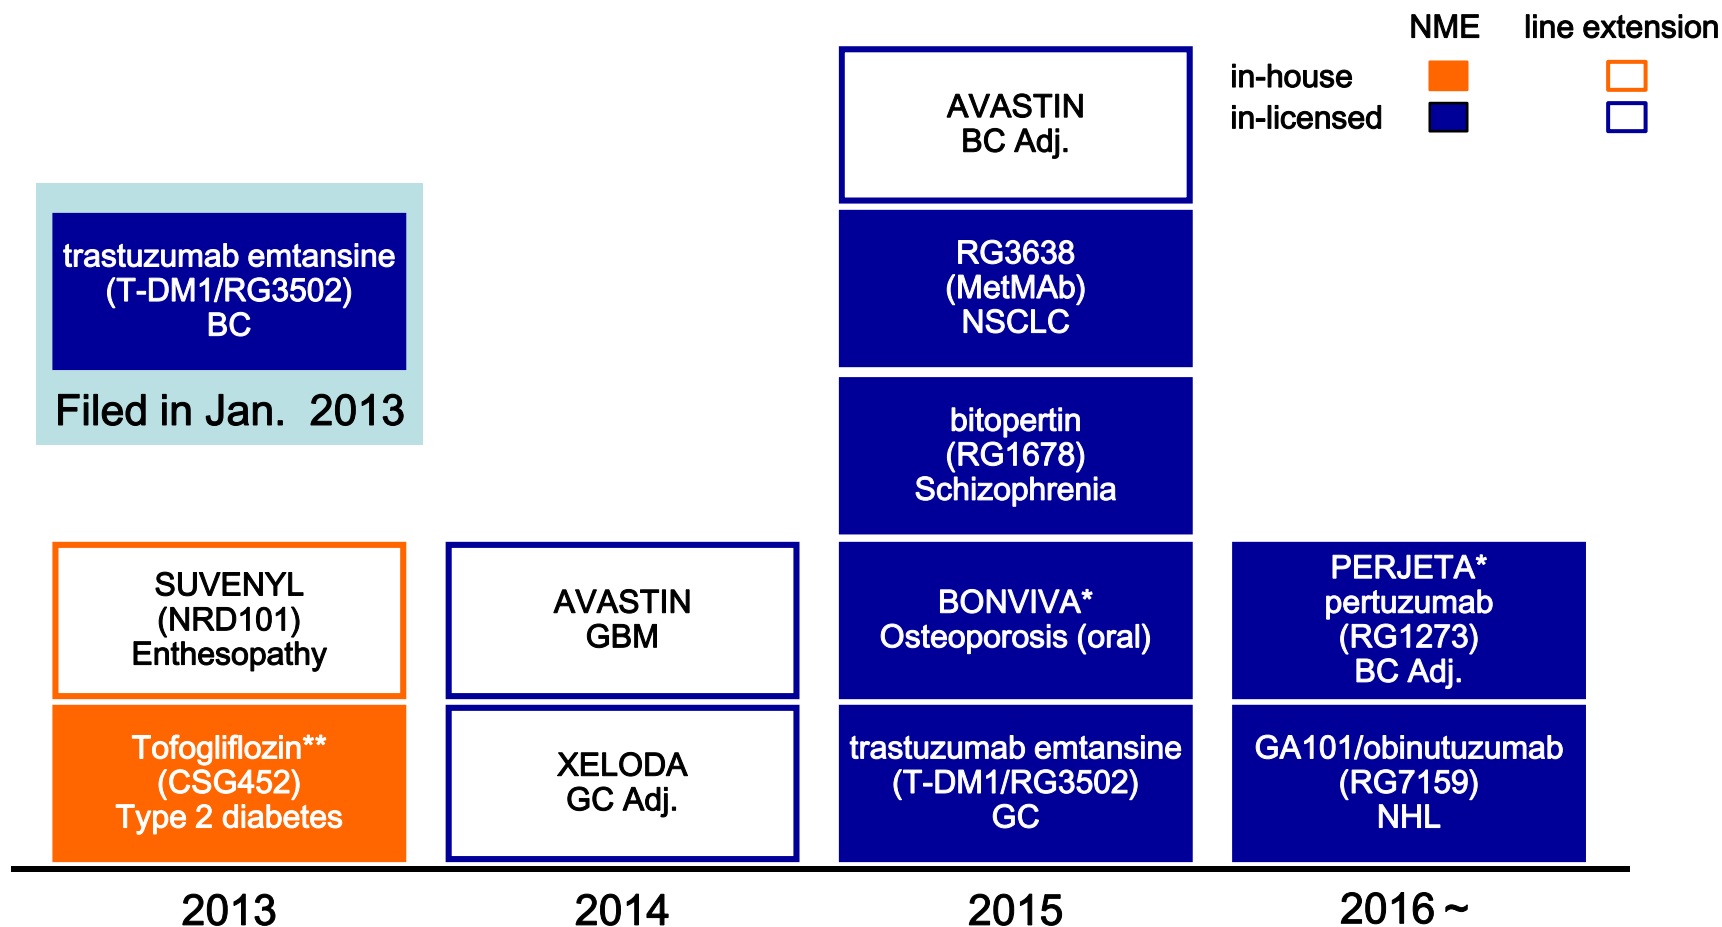 NME line extension
in-house
in-licensed
trastuzumab emtansine
(T-DM1/RG3502)
BC
Filed in Jan. 2013
SUVENYL
(NRD101)
Enthesopathy
Tofogliflozin**
(CSG452)
Type 2 diabetes
AVASTIN
GBM
XELODA
GC Adj.
AVASTIN
BC Adj.
RG3638
(MetMAb)
NSCLC
bitopertin
(RG1678)
Schizophrenia
BONVIVA*
Osteoporosis (oral)
trastuzumab emtansine
(T-DM1/RG3502)
GC
PERJETA*
pertuzumab
(RG1273)
BC Adj.
GA101/obinutuzumab
(RG7159)
NHL
2013 2014 2015 2016 ~